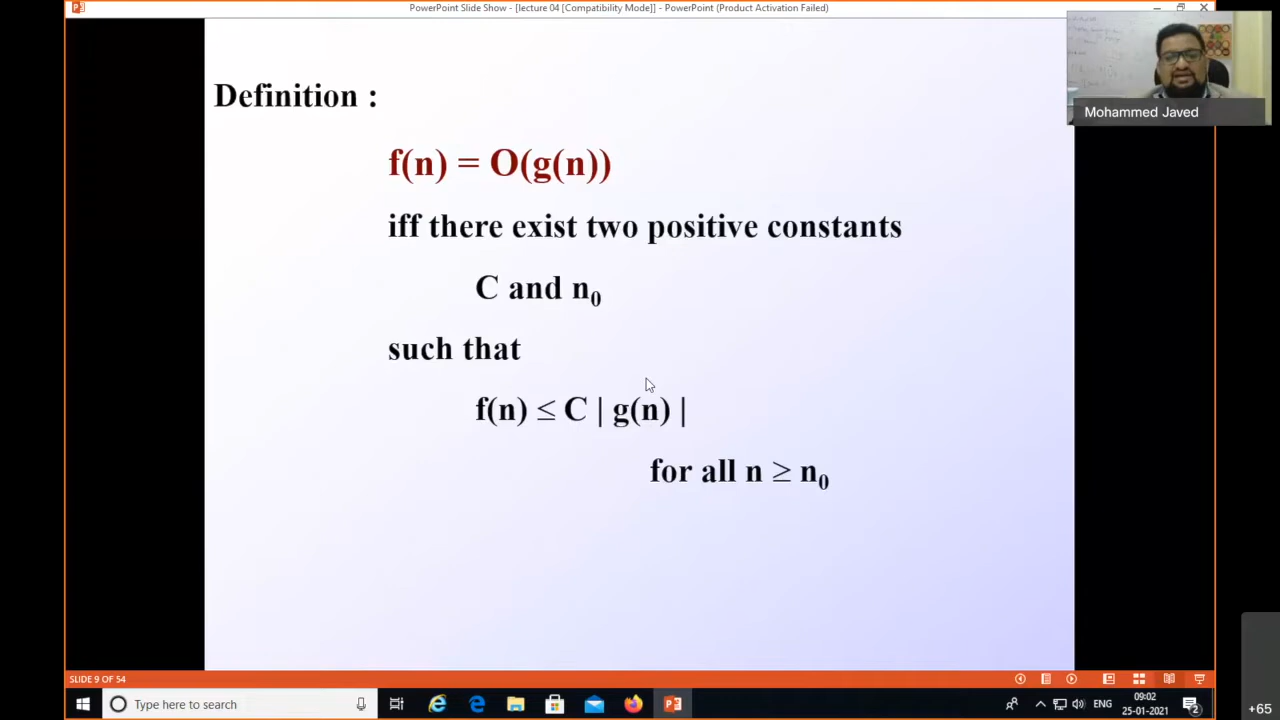 PowerPoint Slide Show - [lecture 04 [Compatibility Mode]] - PowerPoint (Product Activation Failed)
Mohammed Javed
Definition :
f(n) = O(g(n))
iff there exist two positive constants
C and n₀
such that
f(n) ≤ C | g(n) |
for all n ≥ n₀
SLIDE 9 OF 54
Type here to search
ENG
09:02
25-01-2021
2
+65